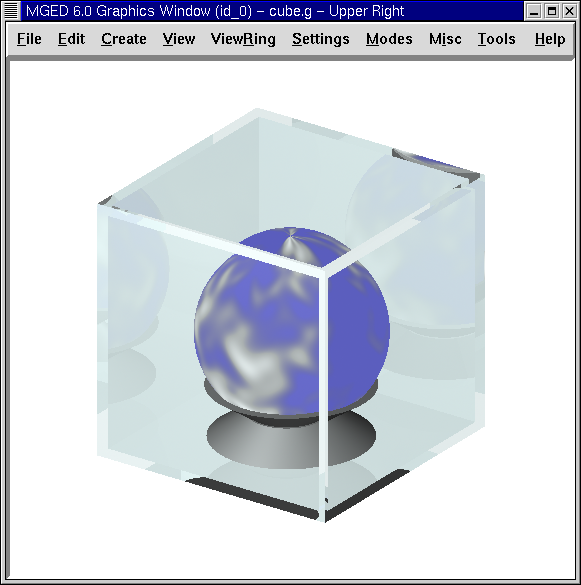 MGED 6.0 Graphics Window (id_0) – cube.g – Upper Right
File Edit Create View ViewRing Settings Modes Misc Tools Help